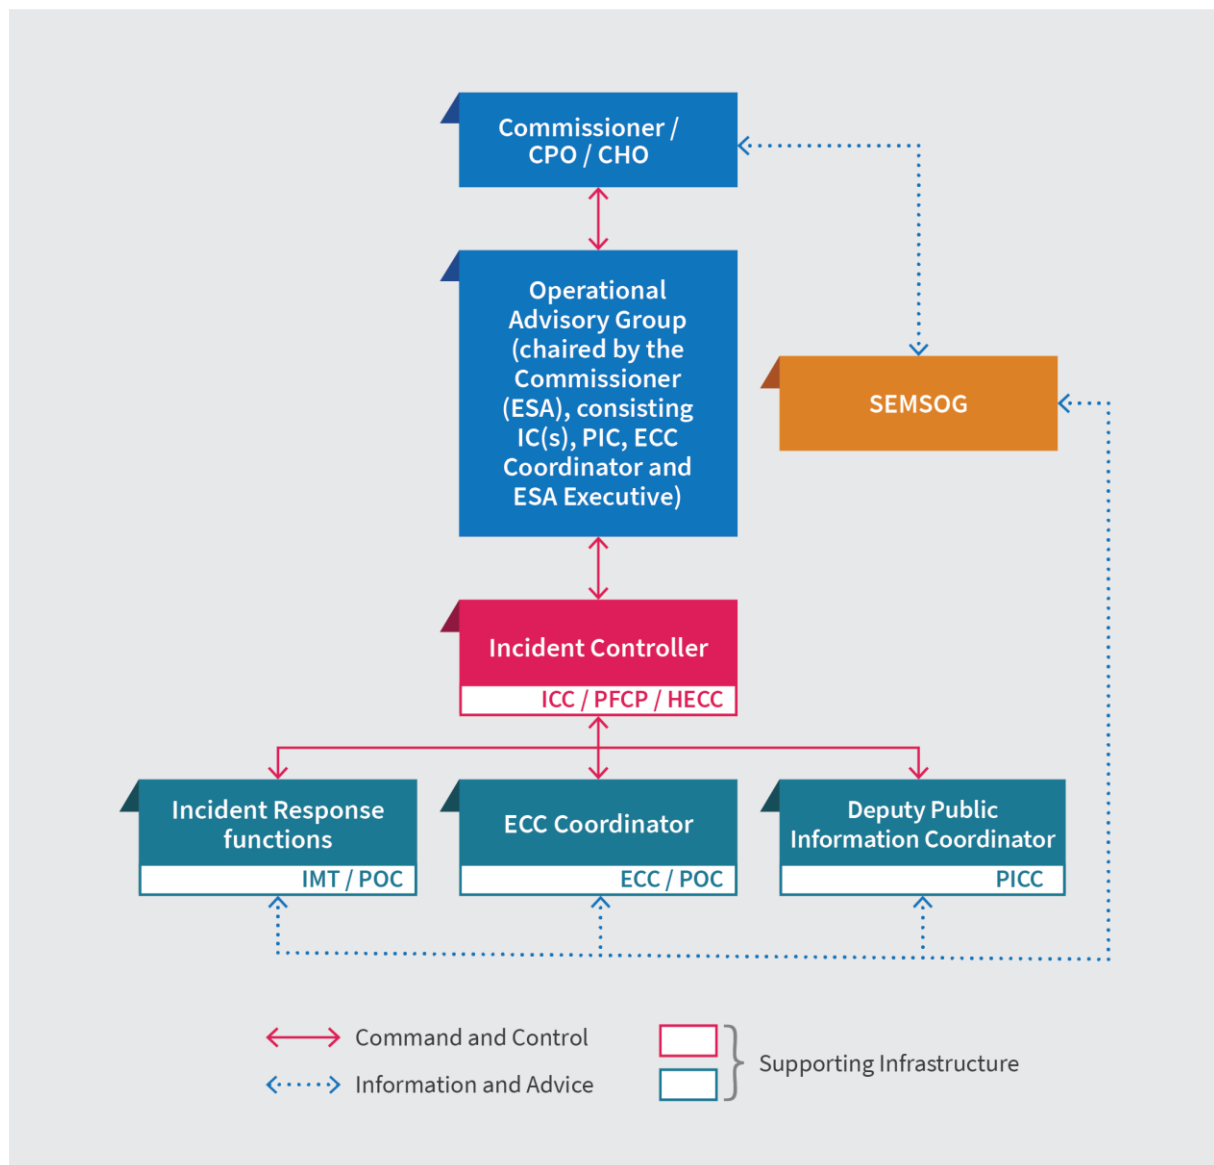 Commissioner /
CPO / CHO
Operational
Advisory Group
(chaired by the
Commissioner
(ESA), consisting
IC(s), PIC, ECC
Coordinator and
ESA Executive)
SEMSOG
Incident Controller
ICC / PFCP / HECC
Incident Response
functions
IMT / POC
ECC Coordinator
ECC / POC
Deputy Public
Information Coordinator
PICC
Command and Control
Information and Advice
Supporting Infrastructure